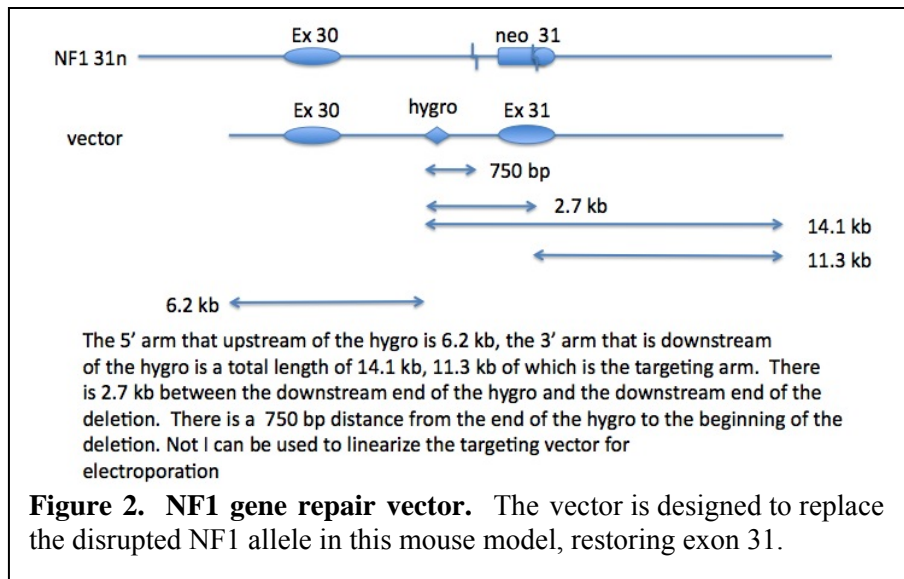 Ex 30
neo 31
NF1 31n
Ex 30
hygro
Ex 31
vector
750 bp
2.7 kb
14.1 kb
11.3 kb
6.2 kb
The 5’ arm that upstream of the hygro is 6.2 kb, the 3’ arm that is downstream
of the hygro is a total length of 14.1 kb, 11.3 kb of which is the targeting arm. There
is 2.7 kb between the downstream end of the hygro and the downstream end of the
deletion. There is a 750 bp distance from the end of the hygro to the beginning of the
deletion. Not I can be used to linearize the targeting vector for
electroporation
Figure 2. NF1 gene repair vector. The vector is designed to replace
the disrupted NF1 allele in this mouse model, restoring exon 31.